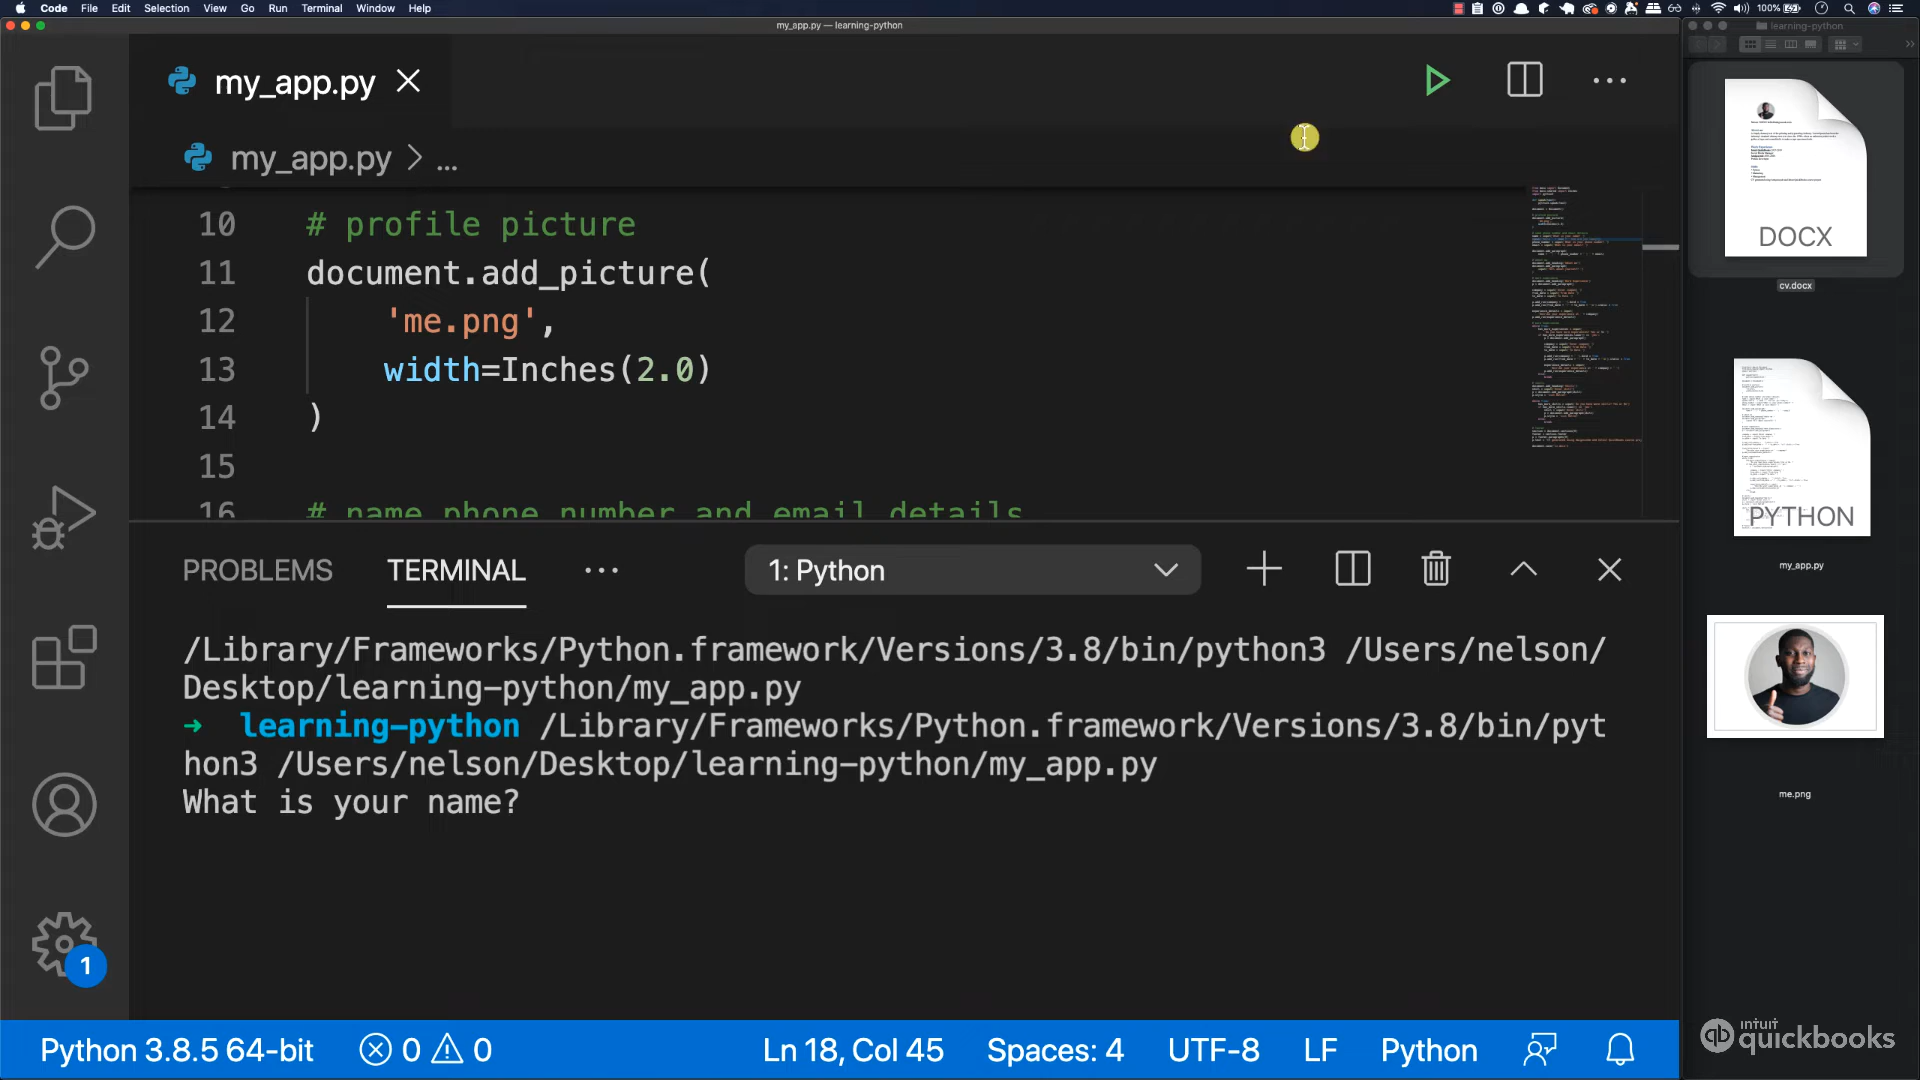 Code File Edit Selection View Go Run Terminal Window Help
100%
my_app.py — learning-python
learning-python
my_app.py
my_app.py > ...
10 # profile picture
11 document.add_picture(
12 'me.png',
13 width=Inches(2.0)
14 )
15
16 # name phone number and email details
DOCX
cv.docx
PYTHON
my_app.py
me.png
PROBLEMS TERMINAL ... 1: Python
/Library/Frameworks/Python.framework/Versions/3.8/bin/python3 /Users/nelson/
Desktop/learning-python/my_app.py
→ learning-python /Library/Frameworks/Python.framework/Versions/3.8/bin/pyt
hon3 /Users/nelson/Desktop/learning-python/my_app.py
What is your name?
1
Python 3.8.5 64-bit 0 0 Ln 18, Col 45 Spaces: 4 UTF-8 LF Python
intuit
quickbooks